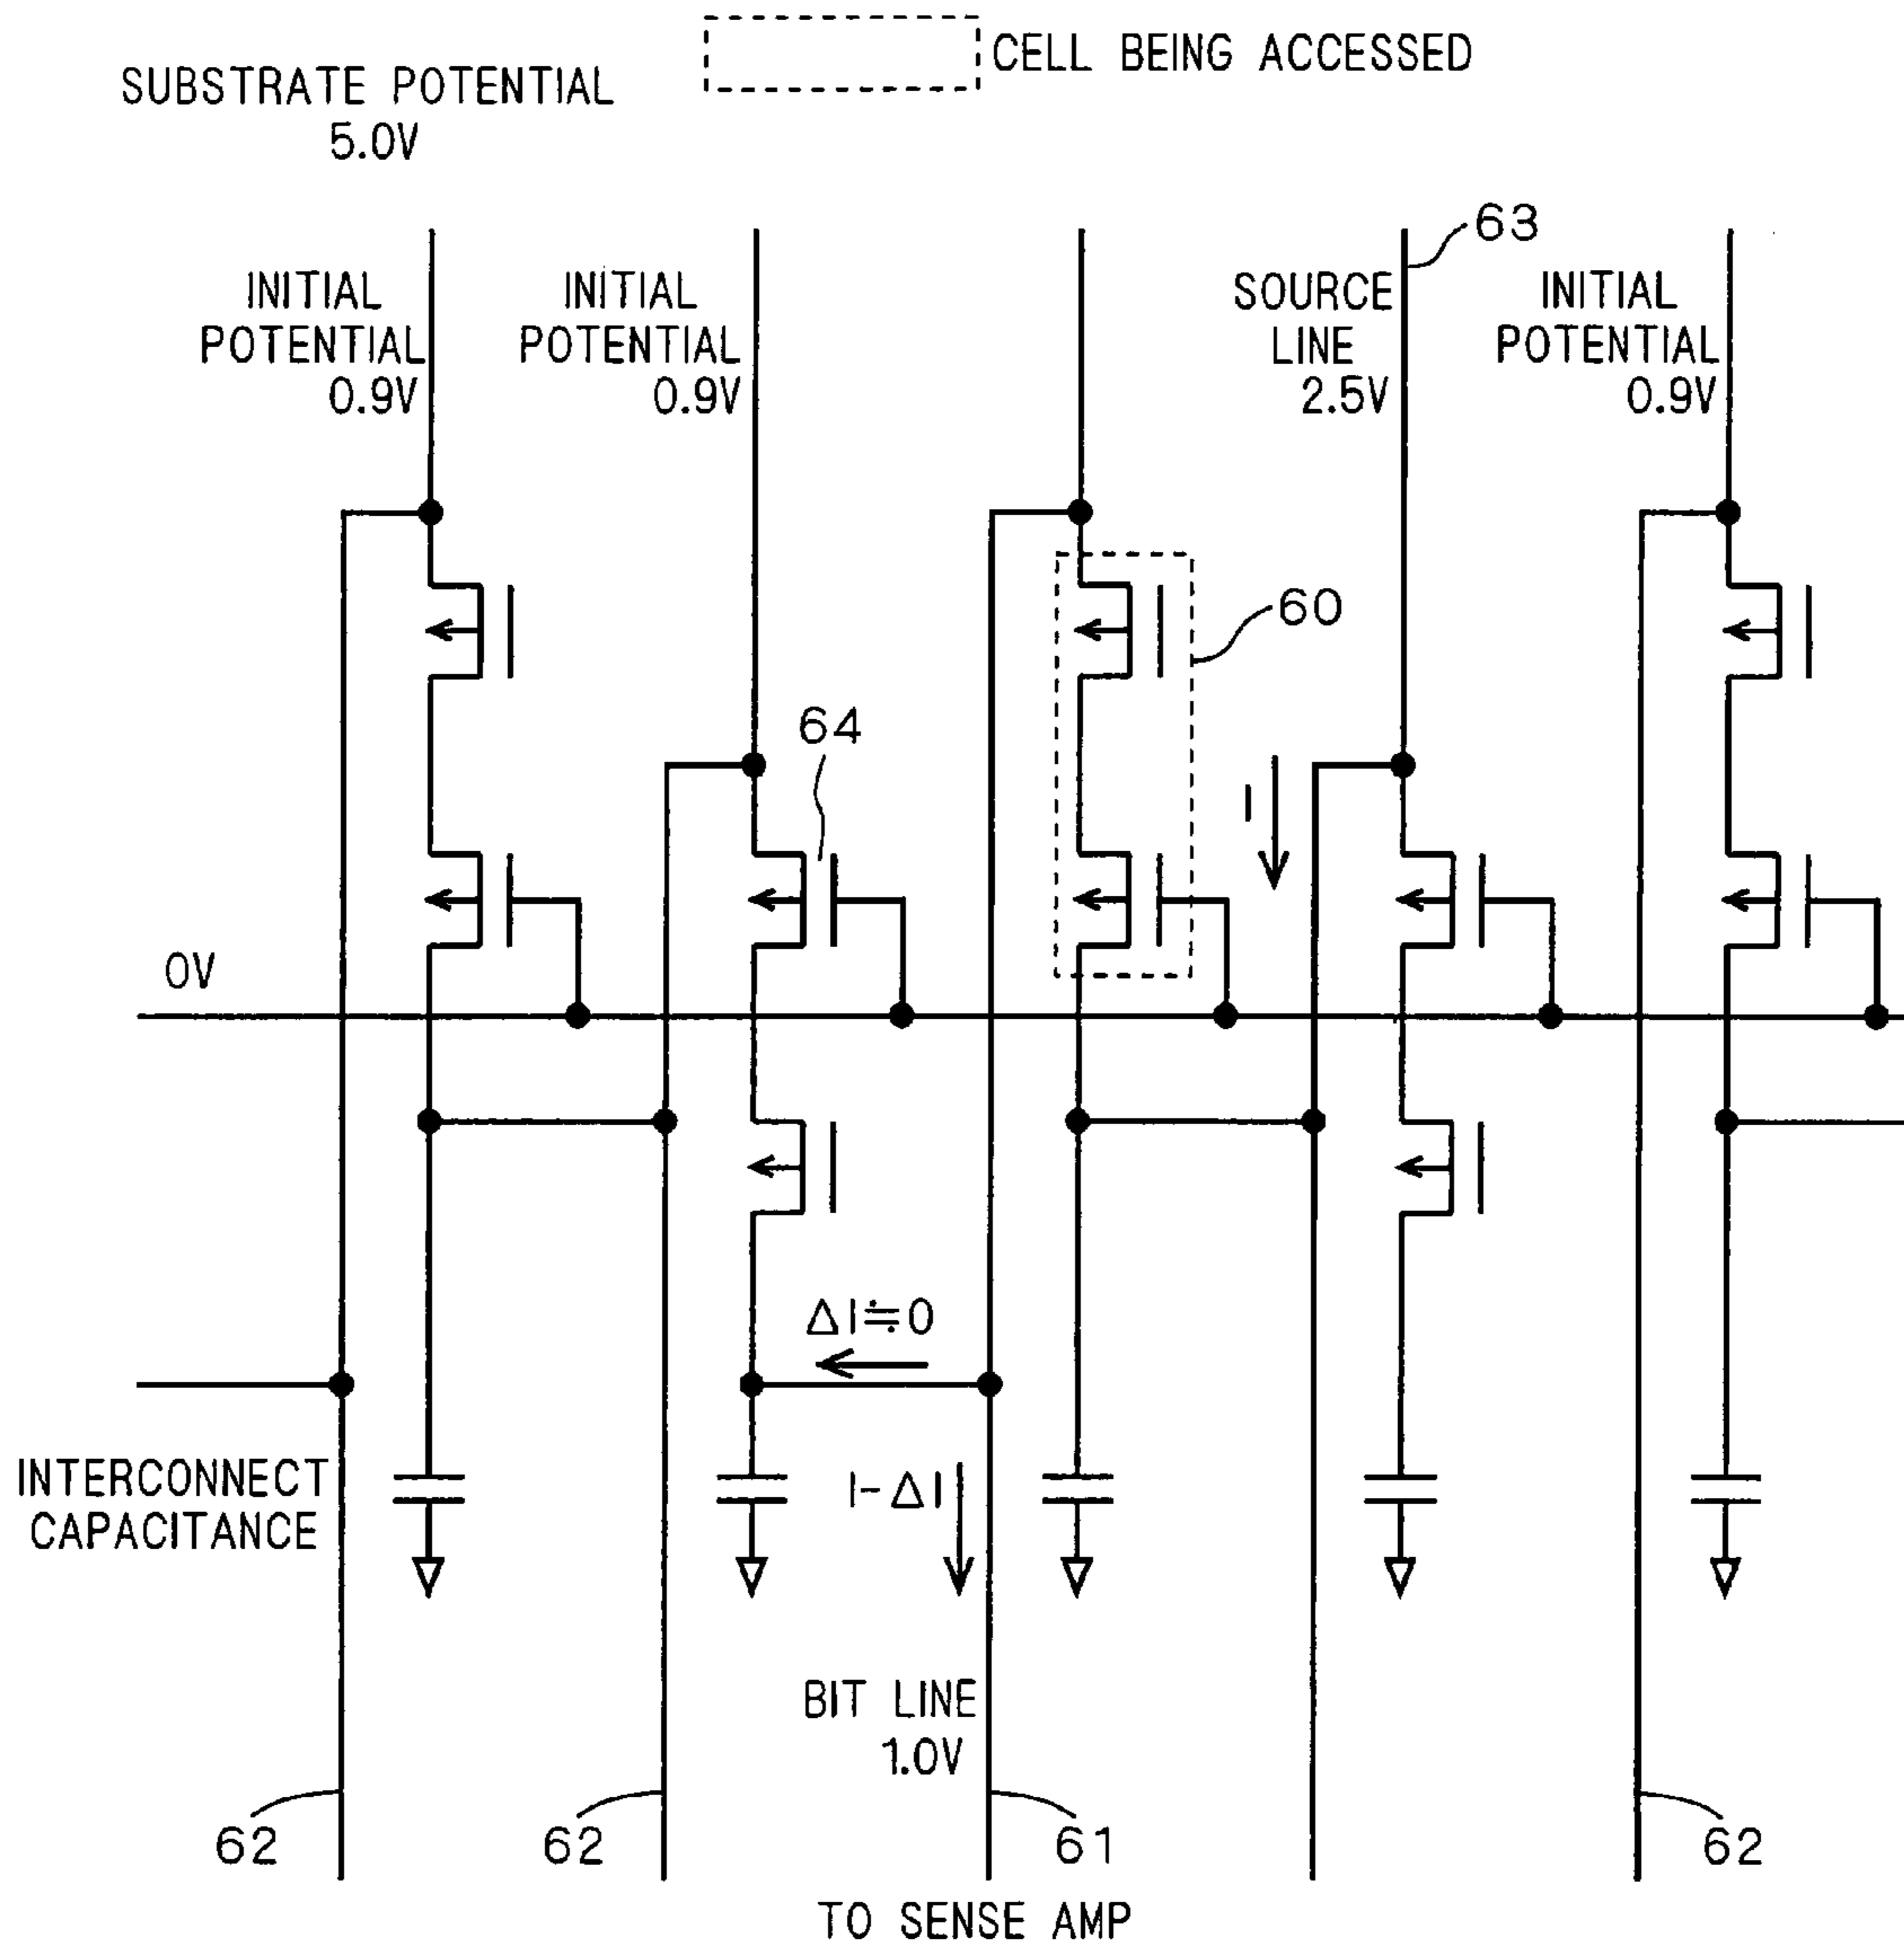 CELL BEING ACCESSED
SUBSTRATE POTENTIAL
5.0V
63
INITIAL
POTENTIAL
0.9V
INITIAL
POTENTIAL
0.9V
SOURCE
LINE
2.5V
INITIAL
POTENTIAL
0.9V
60
64
I
0V
ΔI≒0
INTERCONNECT
CAPACITANCE
I-ΔI
BIT LINE
1.0V
62
62
61
62
TO SENSE AMP